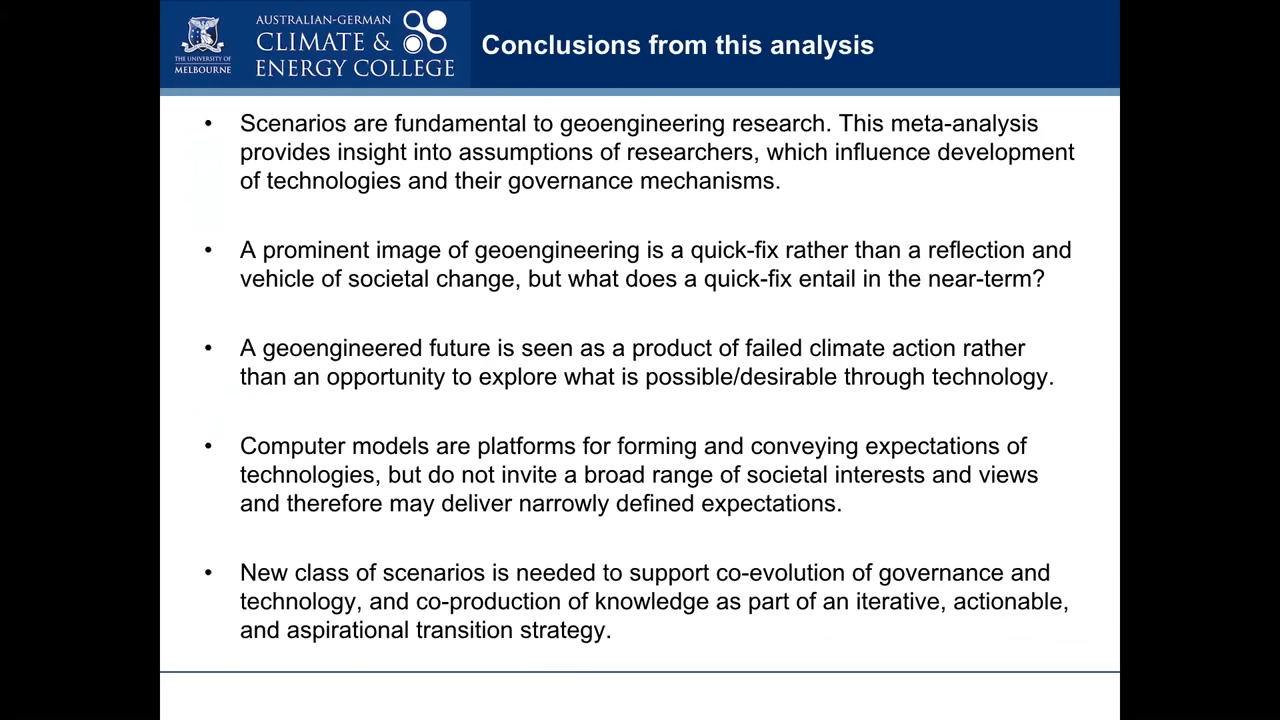 THE UNIVERSITY OF
MELBOURNE
AUSTRALIAN-GERMAN
CLIMATE &
ENERGY COLLEGE
Conclusions from this analysis
• Scenarios are fundamental to geoengineering research. This meta-analysis
provides insight into assumptions of researchers, which influence development
of technologies and their governance mechanisms.
• A prominent image of geoengineering is a quick-fix rather than a reflection and
vehicle of societal change, but what does a quick-fix entail in the near-term?
• A geoengineered future is seen as a product of failed climate action rather
than an opportunity to explore what is possible/desirable through technology.
• Computer models are platforms for forming and conveying expectations of
technologies, but do not invite a broad range of societal interests and views
and therefore may deliver narrowly defined expectations.
• New class of scenarios is needed to support co-evolution of governance and
technology, and co-production of knowledge as part of an iterative, actionable,
and aspirational transition strategy.